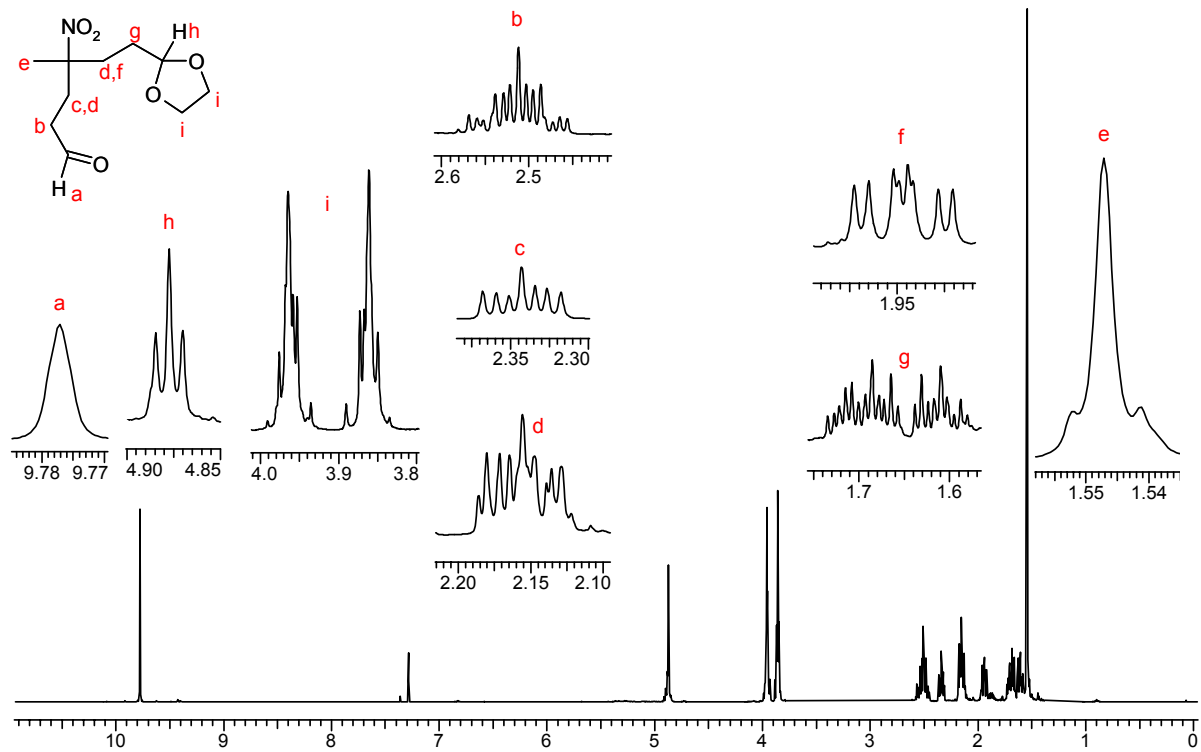 NO₂
g
H h
e
O
d,f
O
i
c,d
i
b
O
H a
b
2.6 2.5
f
1.95
e
1.55 1.54
h
i
a
9.78 9.77
4.90 4.85
4.0 3.9 3.8
c
2.35 2.30
g
1.7 1.6
d
2.20 2.15 2.10
10 9 8 7 6 5 4 3 2 1 0